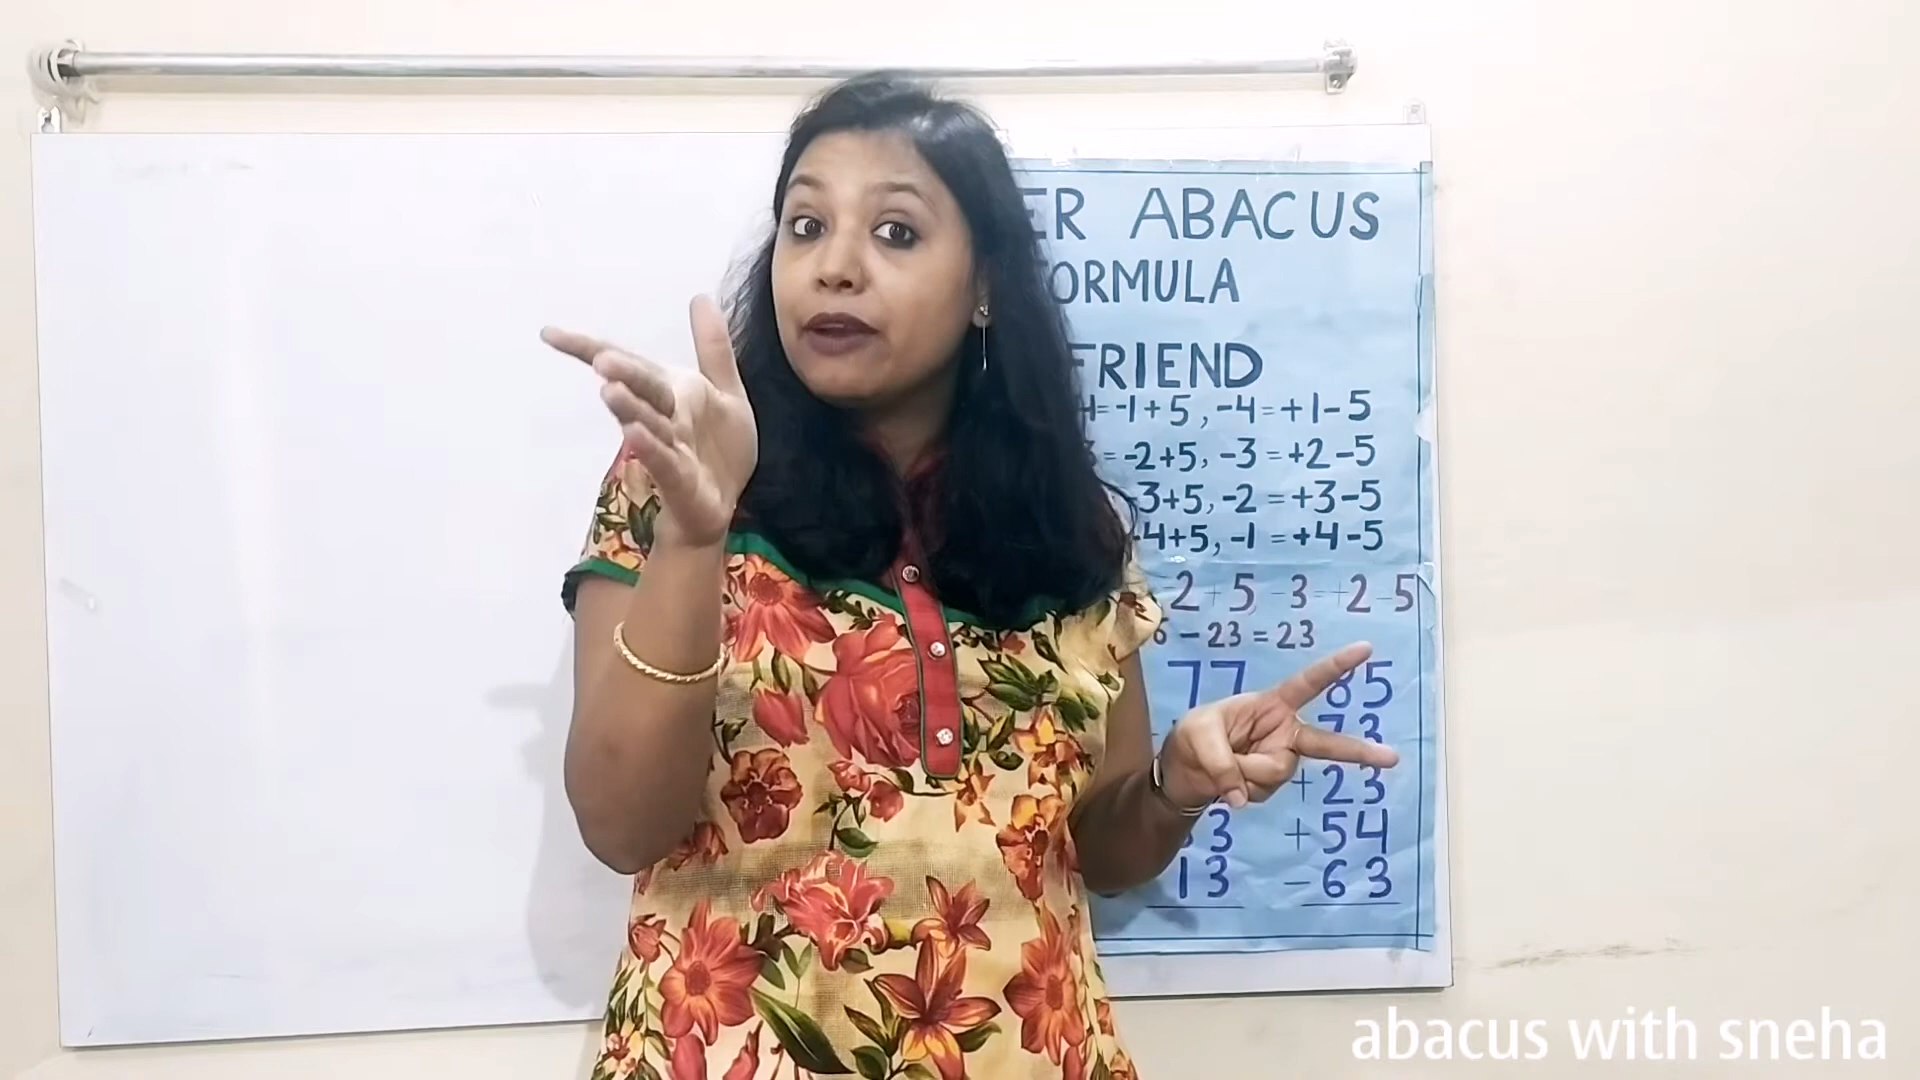 ABACUS
FORMULA
FRIEND
= -1+5, -4 = +1-5
= -2+5, -3 = +2-5
-3+5, -2 = +3-5
-4+5, -1 = +4-5
2+5, -3 = +2-5
6 - 23 = 23
77 85
73
+23
3 +54
13 -63
abacus with sneha